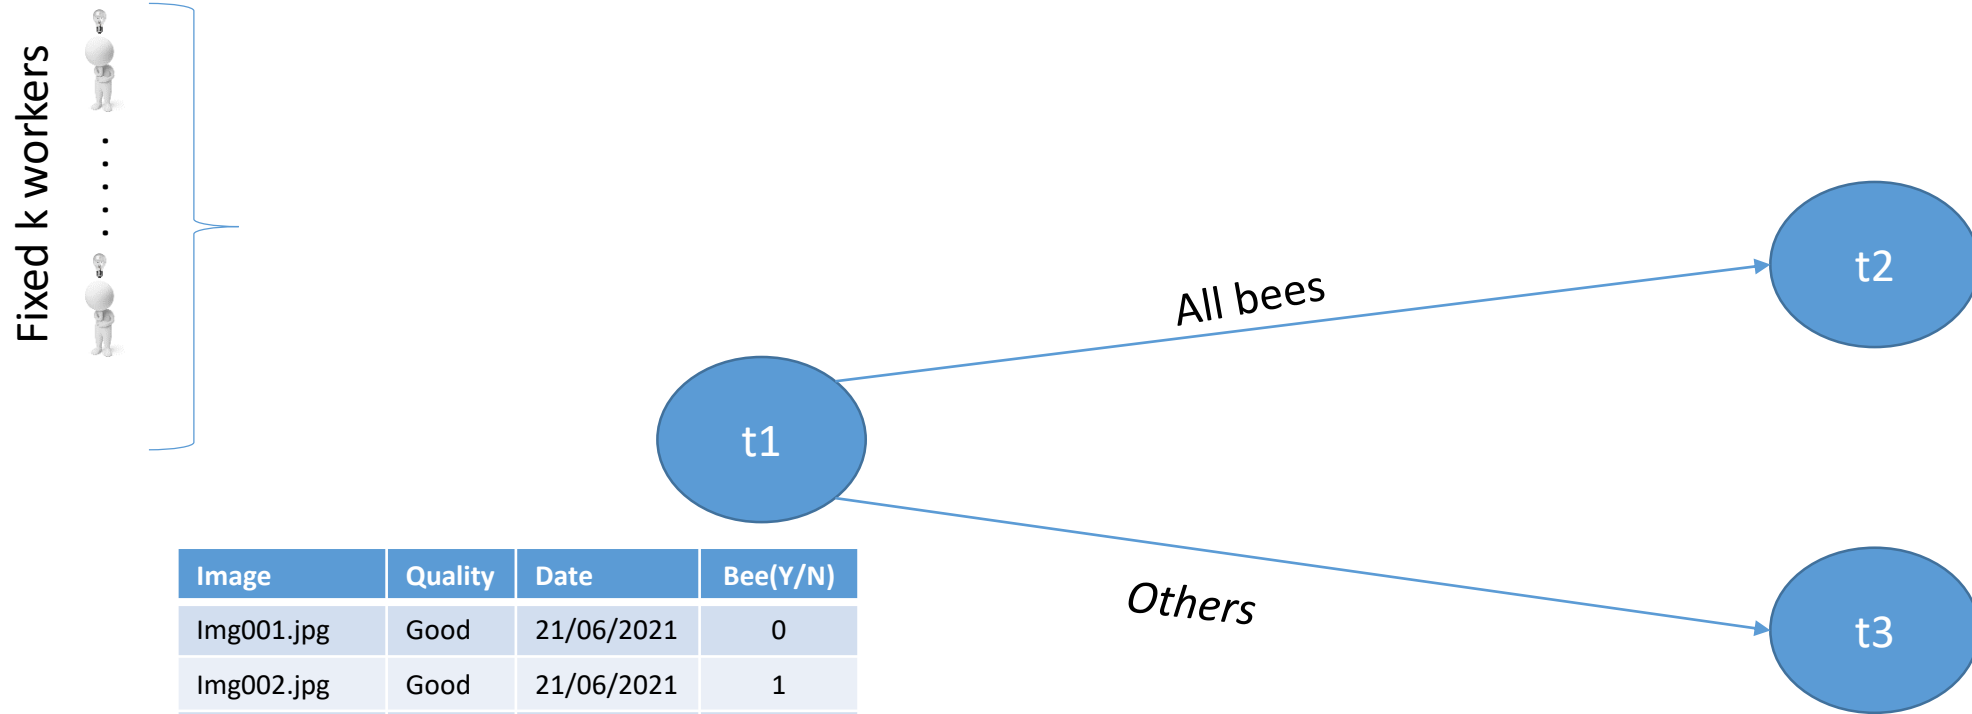 Fixed k workers
All bees
t2
t1
Others
t3
Image Quality Date Bee(Y/N)
Img001.jpg Good 21/06/2021 0
Img002.jpg Good 21/06/2021 1